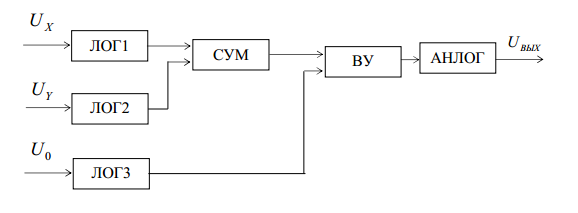 U_X
ЛОГ1
СУМ
ВУ
АНЛОГ
U_ВЫХ
U_Y
ЛОГ2
U_0
ЛОГ3